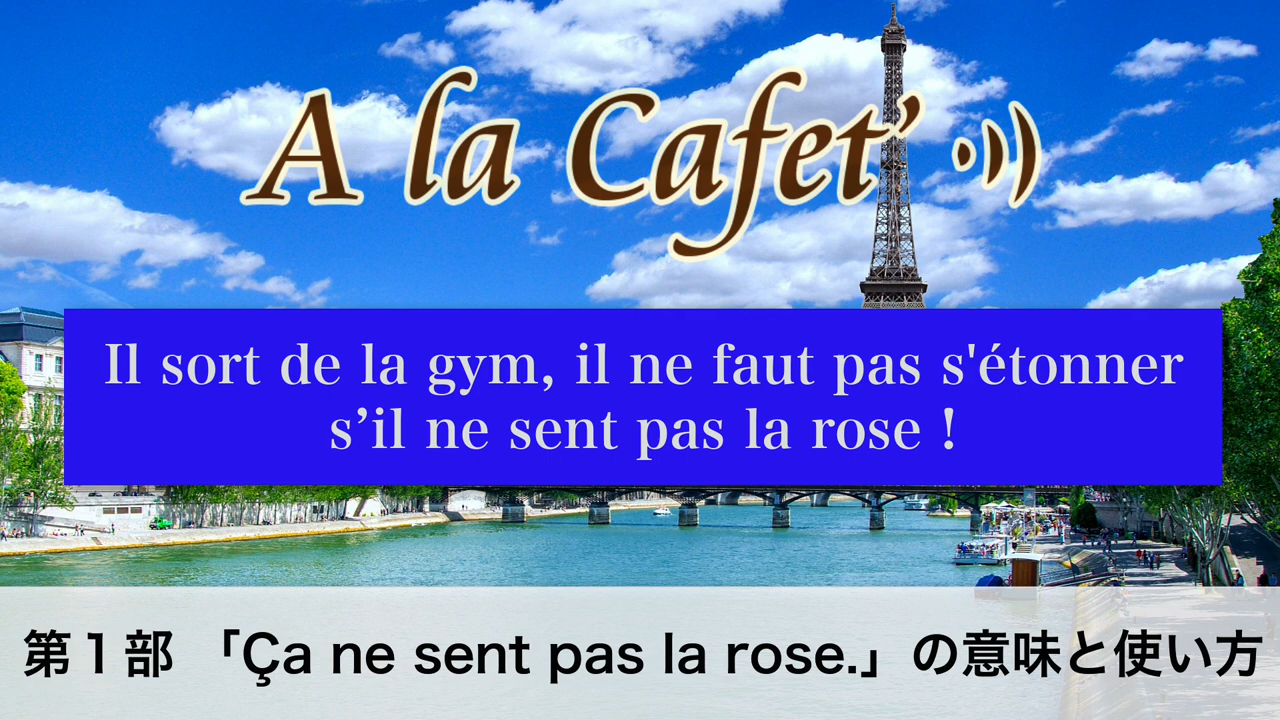 A la Cafet’
Il sort de la gym, il ne faut pas s'étonner
s’il ne sent pas la rose !
第１部 「Ça ne sent pas la rose.」の意味と使い方